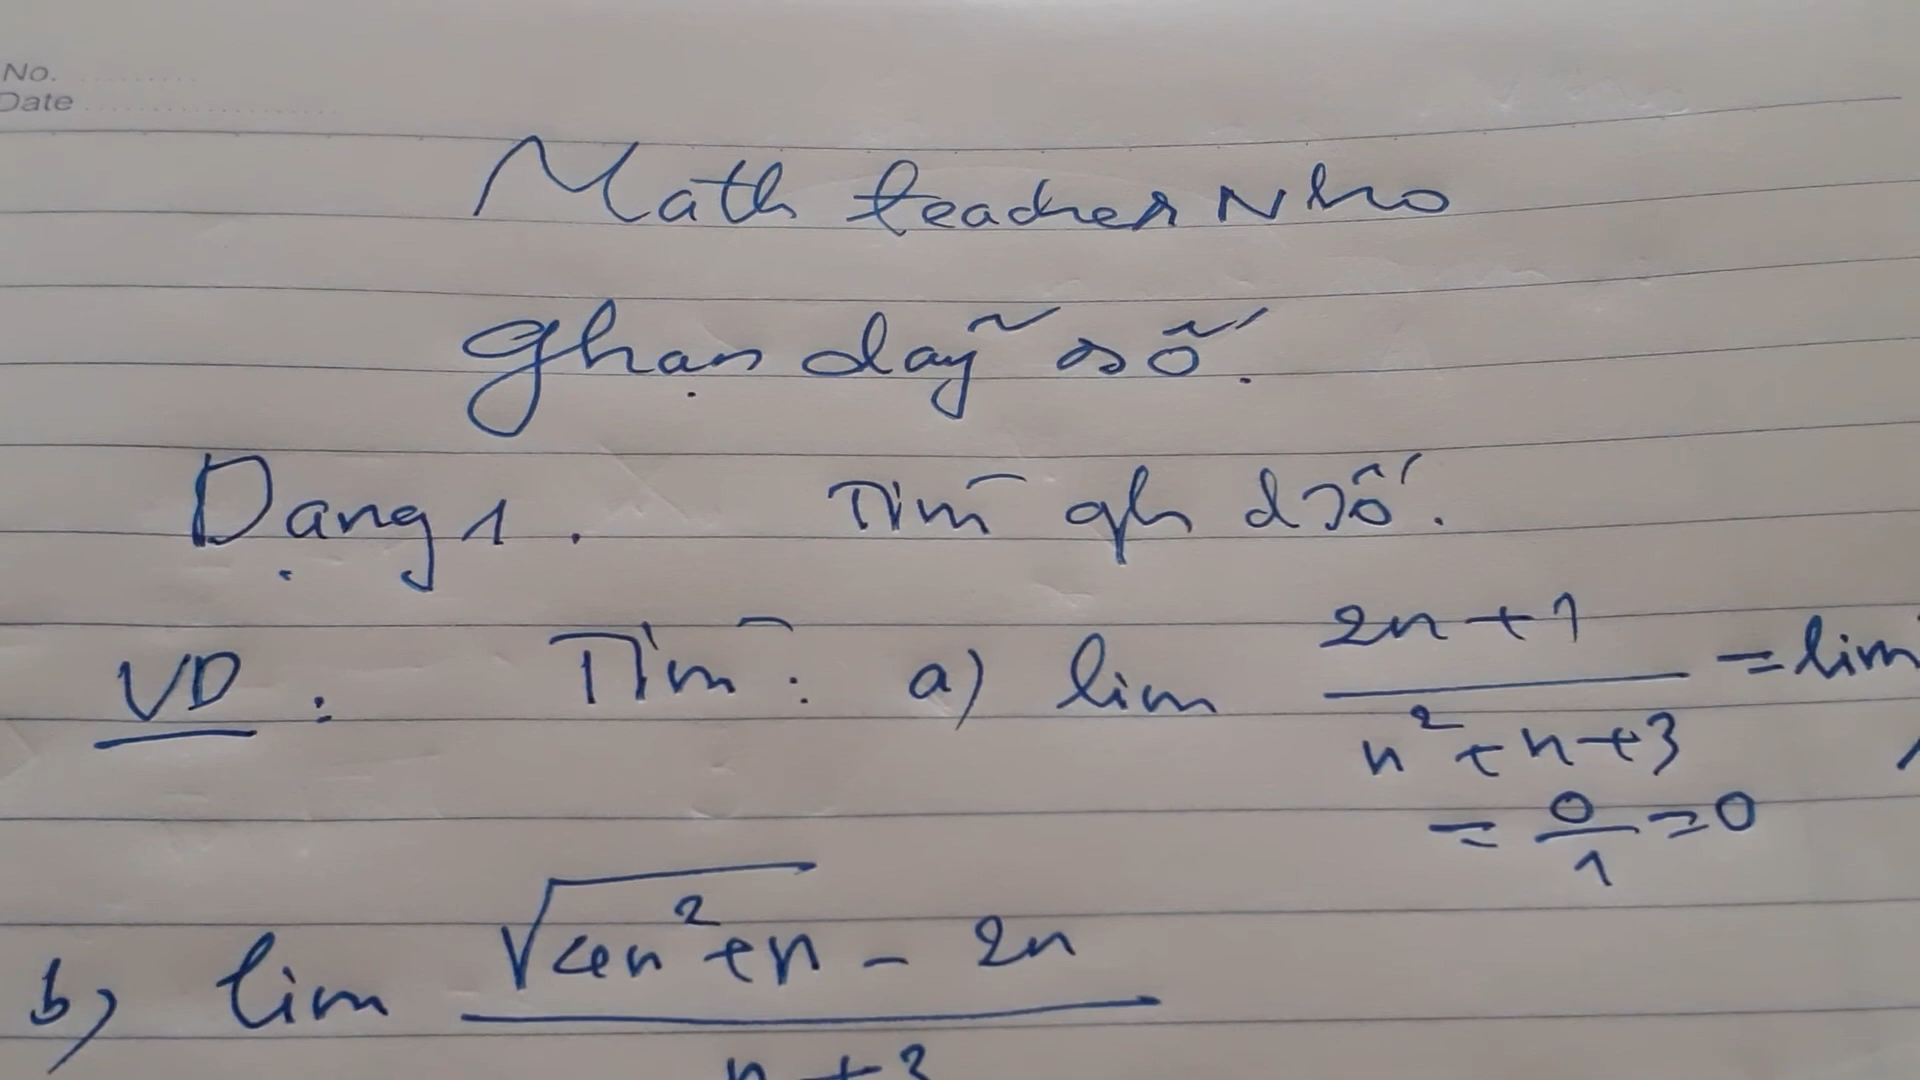 No.
Date
Math teacher Nho
Ghạn dãy số.
Dạng 1. Tìm gh d số.
VD: Tìm: a) lim (2n+1)/(n²+n+3) = lim
= 0/1 = 0
b) lim (√(4n²+n) - 2n)/(n+3)